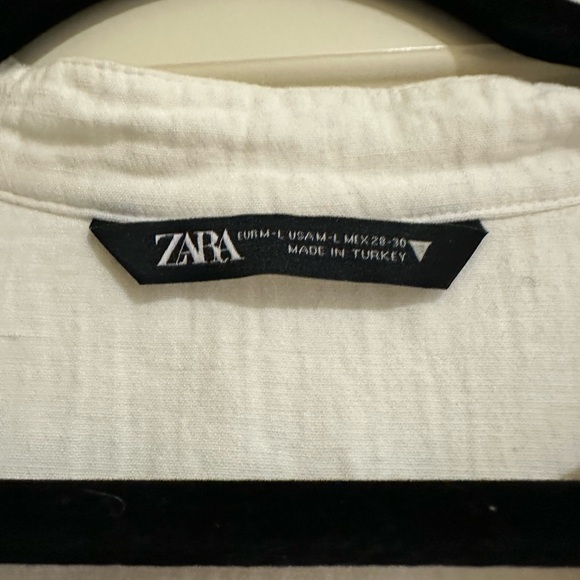 ZARA
EUR M-L USA M-L MEX 28-30
MADE IN TURKEY